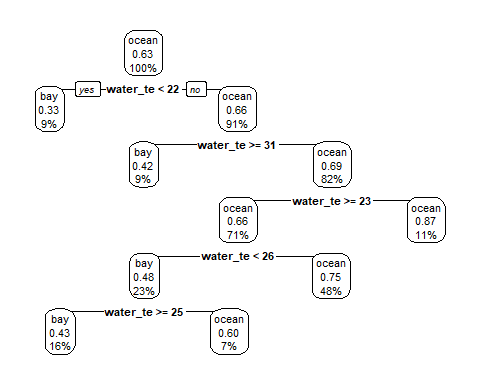 ocean
0.63
100%
yes water_te < 22 no
bay
0.33
9%
ocean
0.66
91%
water_te >= 31
bay
0.42
9%
ocean
0.69
82%
water_te >= 23
ocean
0.66
71%
ocean
0.87
11%
water_te < 26
bay
0.48
23%
ocean
0.75
48%
water_te >= 25
bay
0.43
16%
ocean
0.60
7%